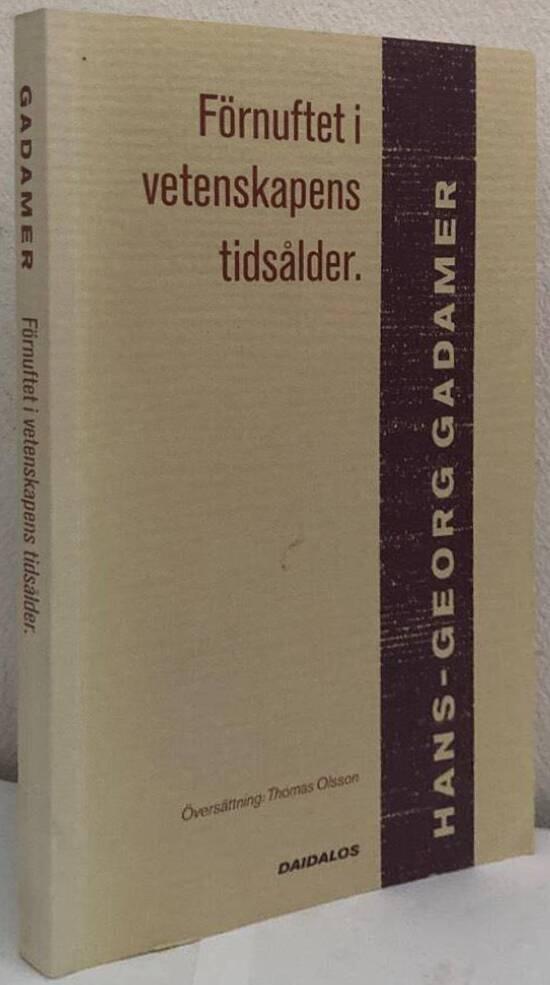 GADAMER Förnuftet i vetenskapens tidsålder.
Förnuftet i
vetenskapens
tidsålder.
HANS-GEORG GADAMER
Översättning: Thomas Olsson
DAIDALOS